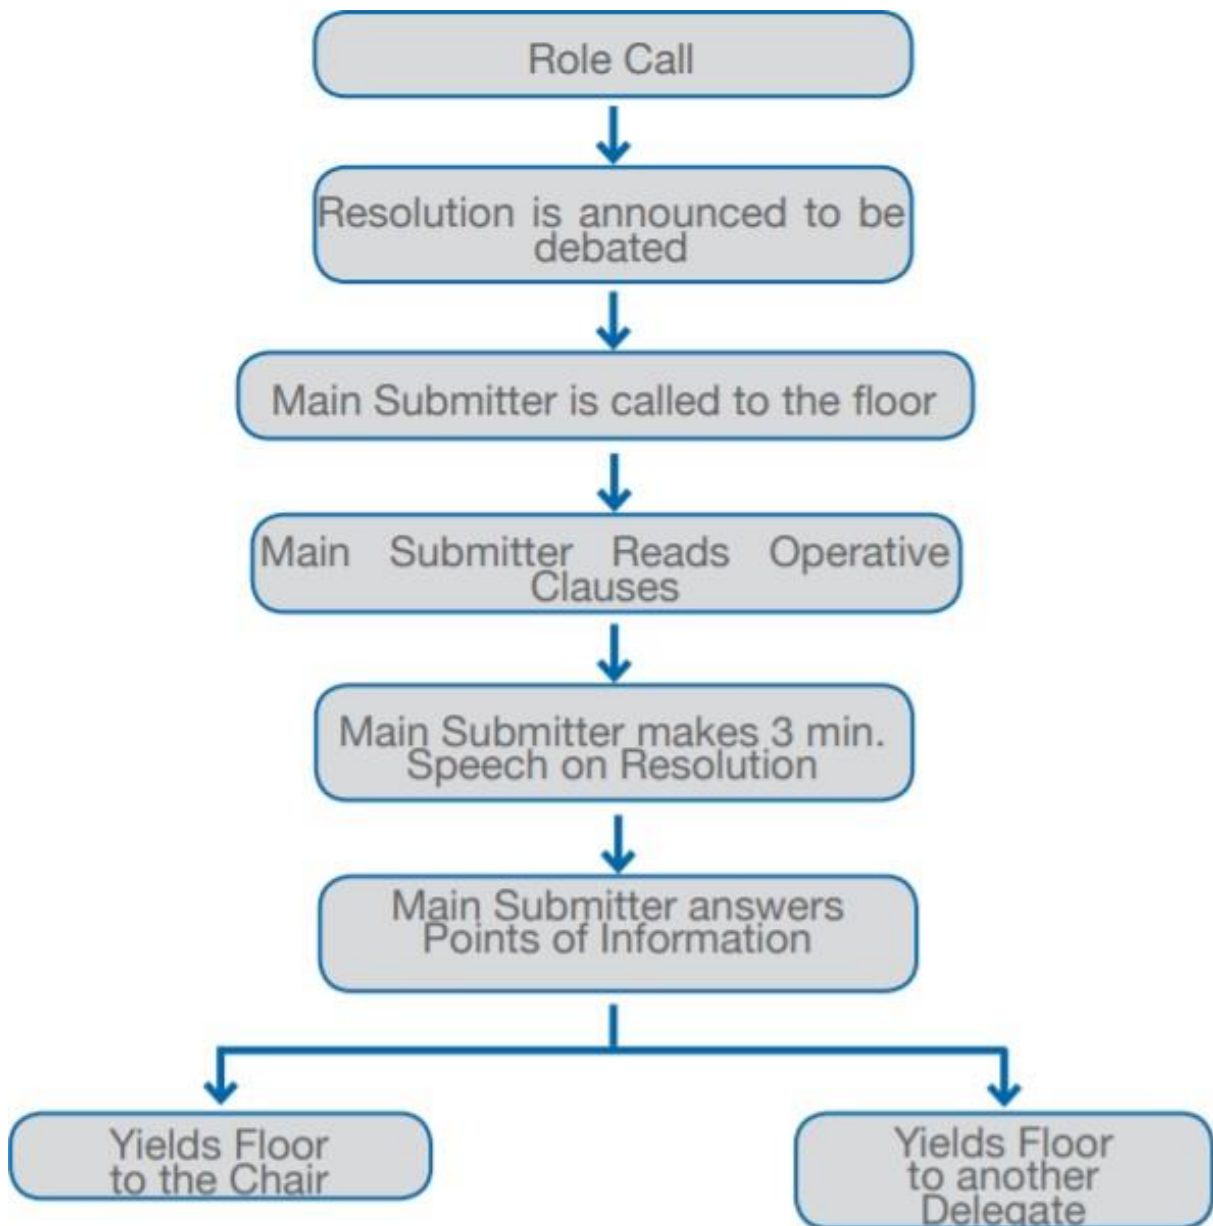 Role Call
Resolution is announced to be
debated
Main Submitter is called to the floor
Main Submitter Reads Operative
Clauses
Main Submitter makes 3 min.
Speech on Resolution
Main Submitter answers
Points of Information
Yields Floor
to the Chair
Yields Floor
to another
Delegate